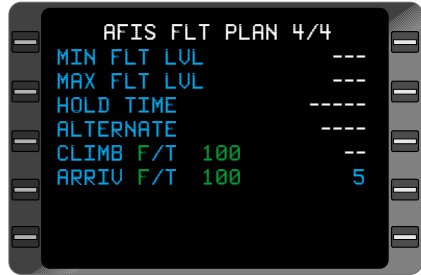 AFIS FLT PLAN 4/4
MIN FLT LVL ---
MAX FLT LVL ---
HOLD TIME -----
ALTERNATE ----
CLIMB F/T 100 --
ARRIV F/T 100 5